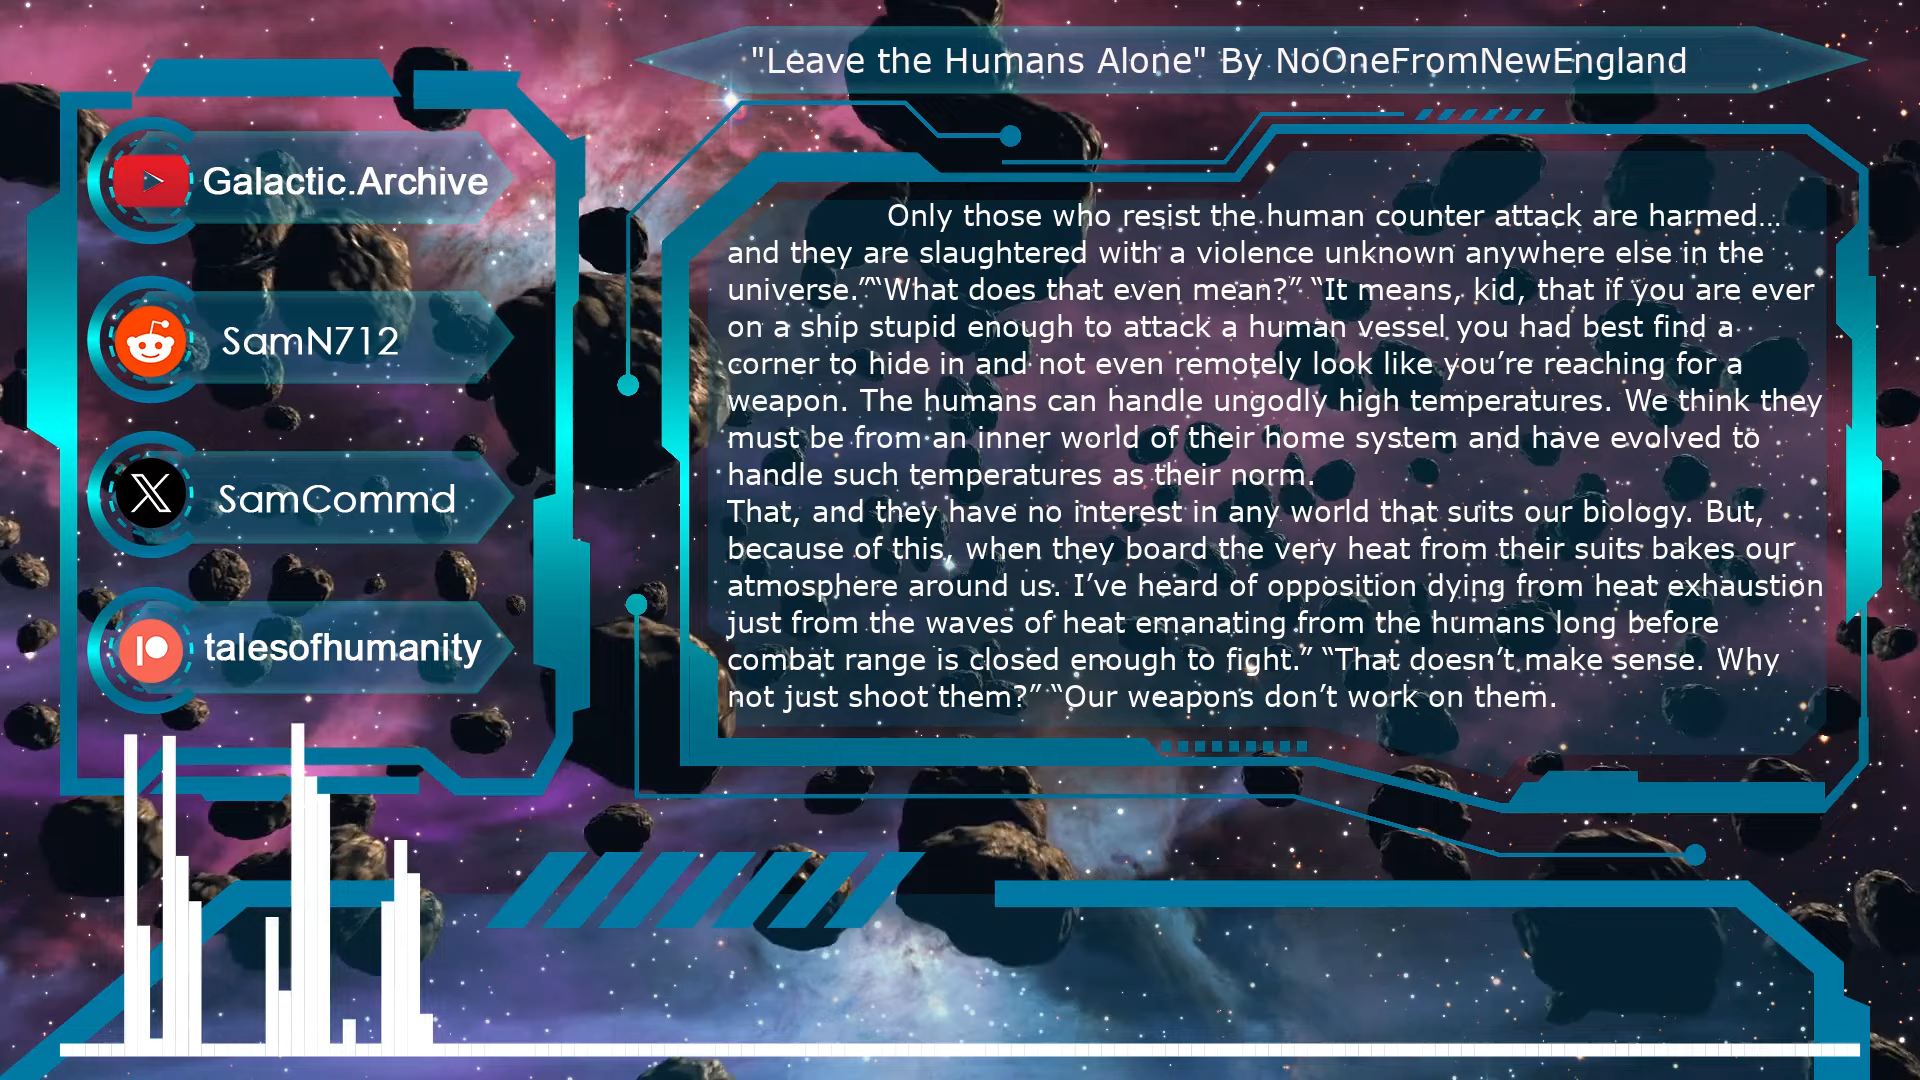 "Leave the Humans Alone" By NoOneFromNewEngland
Galactic.Archive
SamN712
SamCommd
talesofhumanity
Only those who resist the human counter attack are harmed…
and they are slaughtered with a violence unknown anywhere else in the
universe.”“What does that even mean?” “It means, kid, that if you are ever
on a ship stupid enough to attack a human vessel you had best find a
corner to hide in and not even remotely look like you’re reaching for a
weapon. The humans can handle ungodly high temperatures. We think they
must be from an inner world of their home system and have evolved to
handle such temperatures as their norm.
That, and they have no interest in any world that suits our biology. But,
because of this, when they board the very heat from their suits bakes our
atmosphere around us. I’ve heard of opposition dying from heat exhaustion
just from the waves of heat emanating from the humans long before
combat range is closed enough to fight.” “That doesn’t make sense. Why
not just shoot them?” “Our weapons don’t work on them.